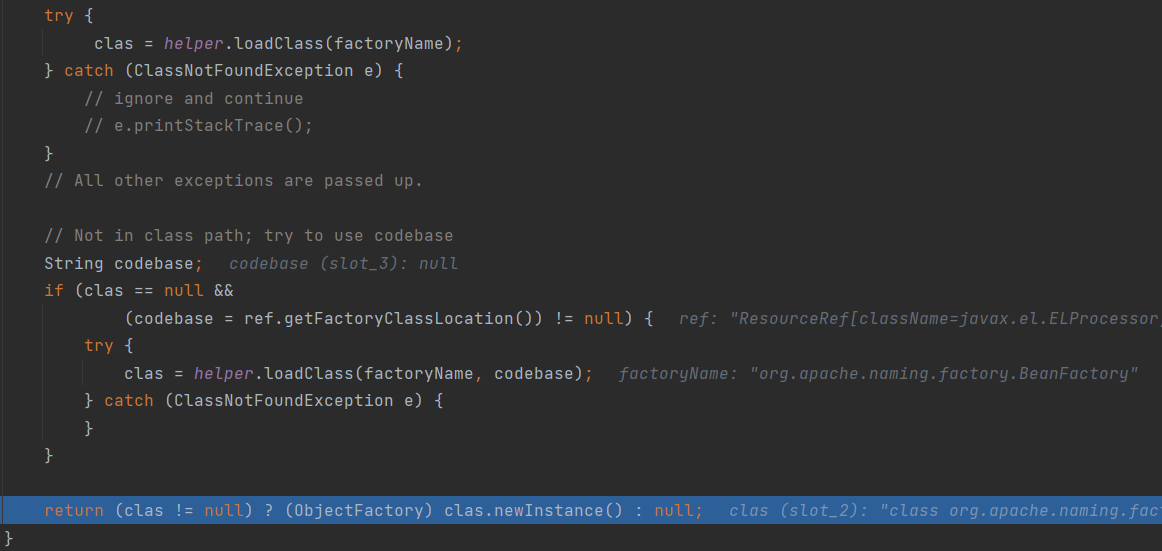 try {
clas = helper.loadClass(factoryName);
} catch (ClassNotFoundException e) {
// ignore and continue
// e.printStackTrace();
}
// All other exceptions are passed up.
// Not in class path; try to use codebase
String codebase; codebase (slot_3): null
if (clas == null &&
(codebase = ref.getFactoryClassLocation()) != null) { ref: "ResourceRef[className=javax.el.ELProcessor,
try {
clas = helper.loadClass(factoryName, codebase); factoryName: "org.apache.naming.factory.BeanFactory"
} catch (ClassNotFoundException e) {
}
}
return (clas != null) ? (ObjectFactory) clas.newInstance() : null; clas (slot_2): "class org.apache.naming.fact
}